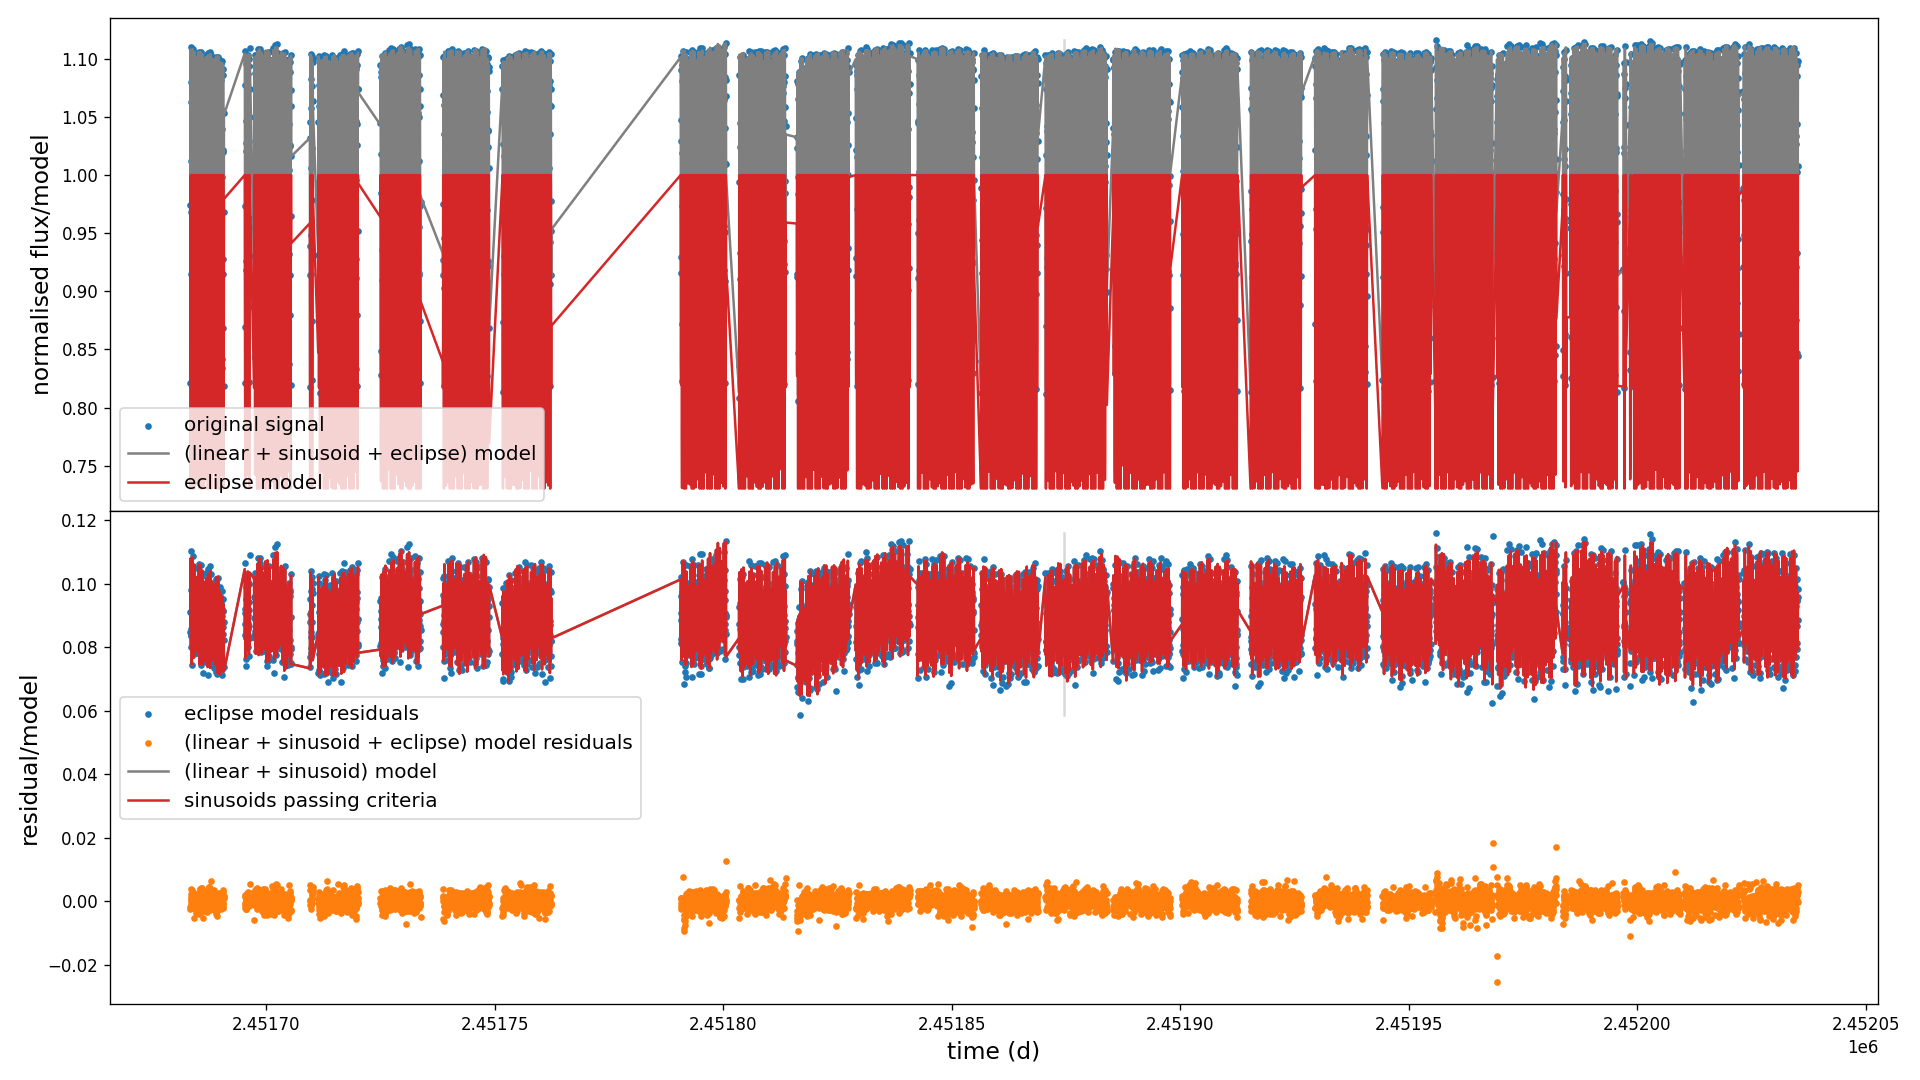 normalised flux/model
1.10
1.05
1.00
0.95
0.90
0.85
0.80
0.75
original signal
(linear + sinusoid + eclipse) model
eclipse model
residual/model
0.12
0.10
0.08
0.06
0.04
0.02
0.00
−0.02
eclipse model residuals
(linear + sinusoid + eclipse) model residuals
(linear + sinusoid) model
sinusoids passing criteria
2.45170 2.45175 2.45180 2.45185 2.45190 2.45195 2.45200 2.45205
1e6
time (d)